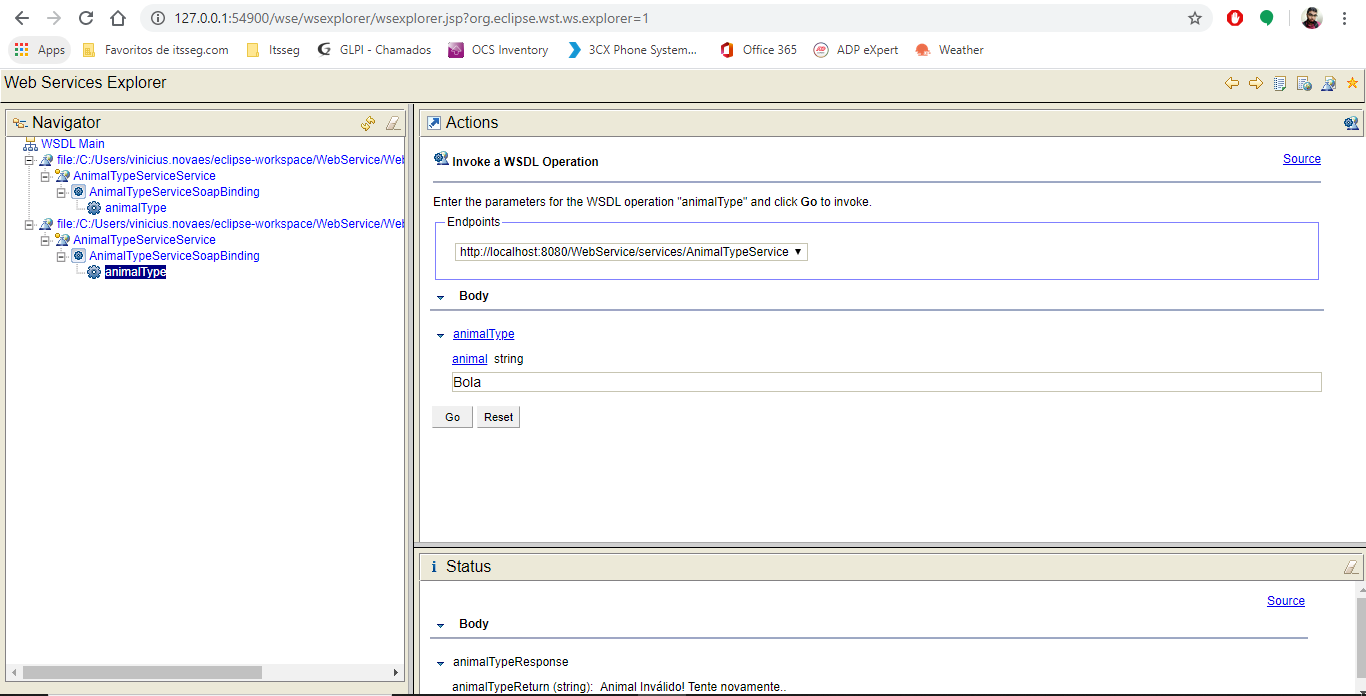 127.0.0.1:54900/wse/wsexplorer/wsexplorer.jsp?org.eclipse.wst.ws.explorer=1
Apps Favoritos de itsseg.com Itsseg GLPI - Chamados OCS Inventory 3CX Phone System... Office 365 ADP eXpert Weather
Web Services Explorer
Navigator
WSDL Main
file:/C:/Users/vinicius.novaes/eclipse-workspace/WebService/Web
AnimalTypeServiceService
AnimalTypeServiceSoapBinding
animalType
file:/C:/Users/vinicius.novaes/eclipse-workspace/WebService/Web
AnimalTypeServiceService
AnimalTypeServiceSoapBinding
animalType
Actions
Invoke a WSDL Operation Source
Enter the parameters for the WSDL operation "animalType" and click Go to invoke.
Endpoints
http://localhost:8080/WebService/services/AnimalTypeService
Body
animalType
animal string
Bola
Go Reset
Status
Source
Body
animalTypeResponse
animalTypeReturn (string): Animal Inválido! Tente novamente..